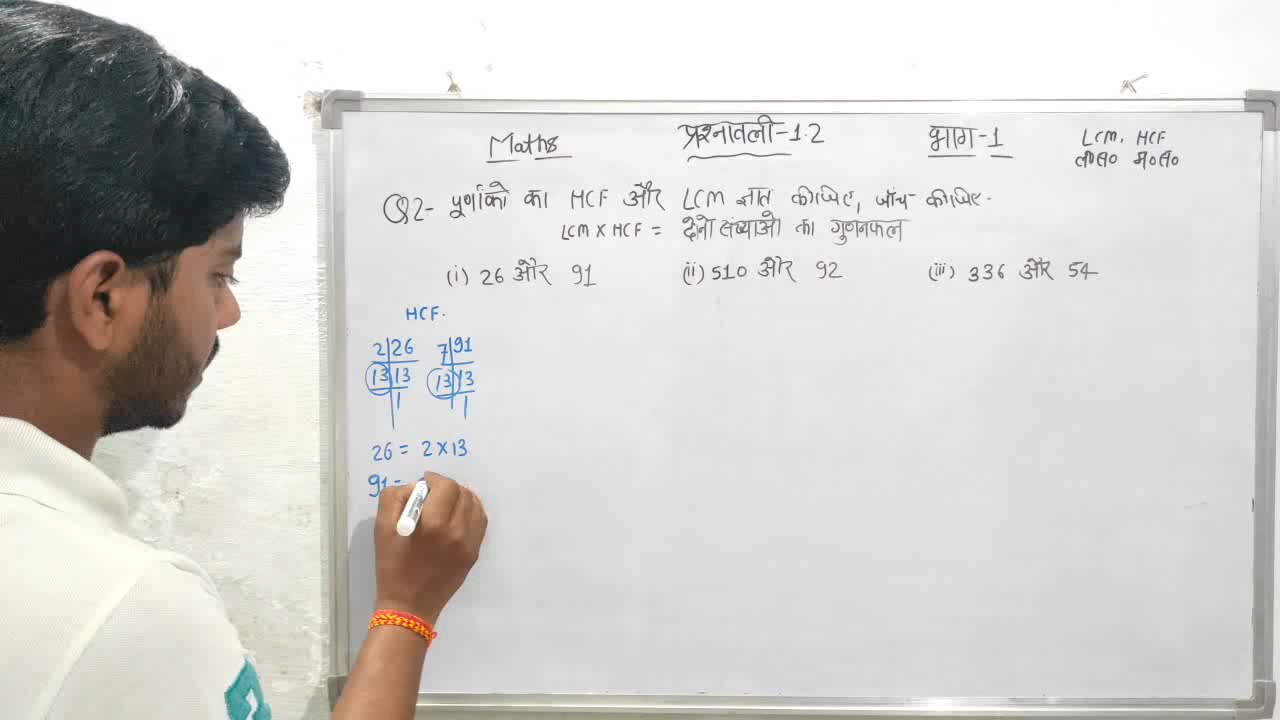 Maths प्रश्नावली-1.2 भाग-1 LCM, HCF
ल०स० म०स०
Q2- पूर्णांको का HCF और LCM ज्ञात कीजिए, जाँच कीजिए.
LCM X HCF = दोनो संख्याओ का गुणनफल
(i) 26 और 91 (ii) 510 और 92 (iii) 336 और 54
HCF.
2 26 7 91
13 13 13 13
1 1
26 = 2 X 13
91 =